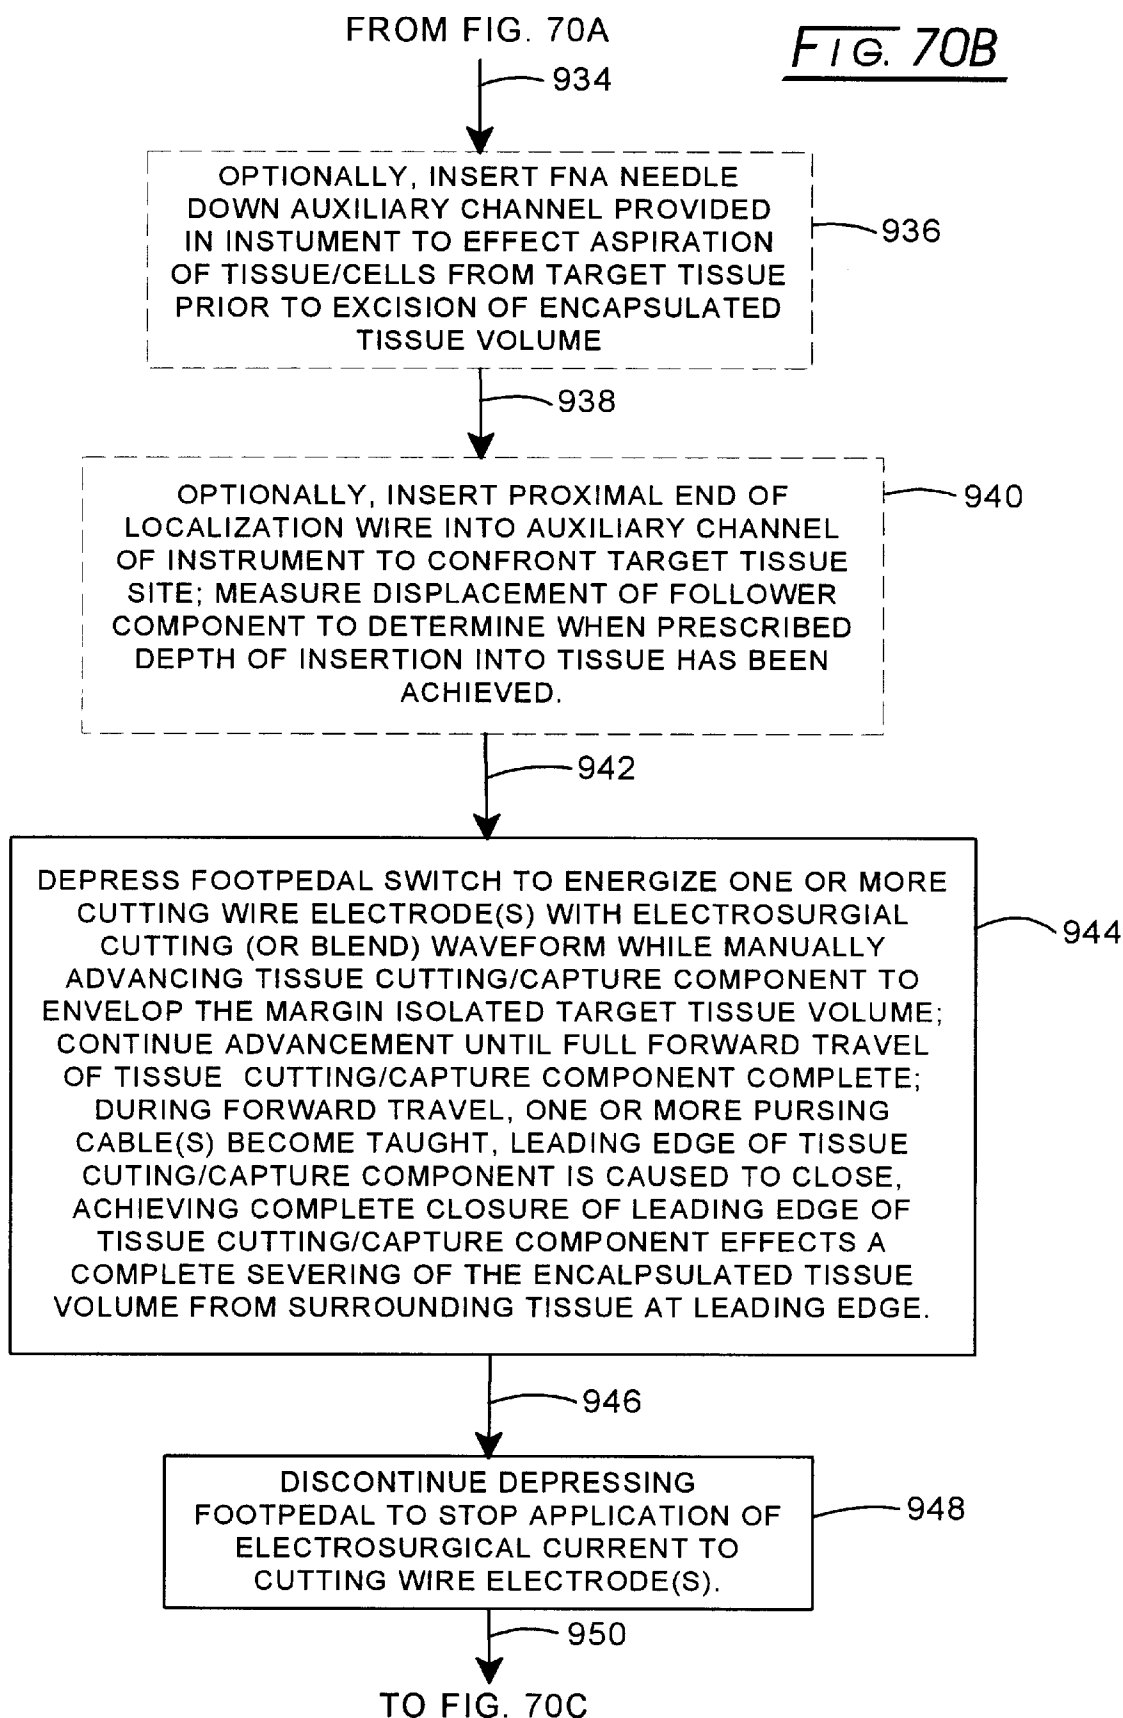 FROM FIG. 70A
FIG. 70B
934
OPTIONALLY, INSERT FNA NEEDLE
DOWN AUXILIARY CHANNEL PROVIDED
IN INSTUMENT TO EFFECT ASPIRATION
OF TISSUE/CELLS FROM TARGET TISSUE
PRIOR TO EXCISION OF ENCAPSULATED
TISSUE VOLUME
936
938
OPTIONALLY, INSERT PROXIMAL END OF
LOCALIZATION WIRE INTO AUXILIARY CHANNEL
OF INSTRUMENT TO CONFRONT TARGET TISSUE
SITE; MEASURE DISPLACEMENT OF FOLLOWER
COMPONENT TO DETERMINE WHEN PRESCRIBED
DEPTH OF INSERTION INTO TISSUE HAS BEEN
ACHIEVED.
940
942
DEPRESS FOOTPEDAL SWITCH TO ENERGIZE ONE OR MORE
CUTTING WIRE ELECTRODE(S) WITH ELECTROSURGIAL
CUTTING (OR BLEND) WAVEFORM WHILE MANUALLY
ADVANCING TISSUE CUTTING/CAPTURE COMPONENT TO
ENVELOP THE MARGIN ISOLATED TARGET TISSUE VOLUME;
CONTINUE ADVANCEMENT UNTIL FULL FORWARD TRAVEL
OF TISSUE CUTTING/CAPTURE COMPONENT COMPLETE;
DURING FORWARD TRAVEL, ONE OR MORE PURSING
CABLE(S) BECOME TAUGHT, LEADING EDGE OF TISSUE
CUTING/CAPTURE COMPONENT IS CAUSED TO CLOSE,
ACHIEVING COMPLETE CLOSURE OF LEADING EDGE OF
TISSUE CUTTING/CAPTURE COMPONENT EFFECTS A
COMPLETE SEVERING OF THE ENCALPSULATED TISSUE
VOLUME FROM SURROUNDING TISSUE AT LEADING EDGE.
944
946
DISCONTINUE DEPRESSING
FOOTPEDAL TO STOP APPLICATION OF
ELECTROSURGICAL CURRENT TO
CUTTING WIRE ELECTRODE(S).
948
950
TO FIG. 70C